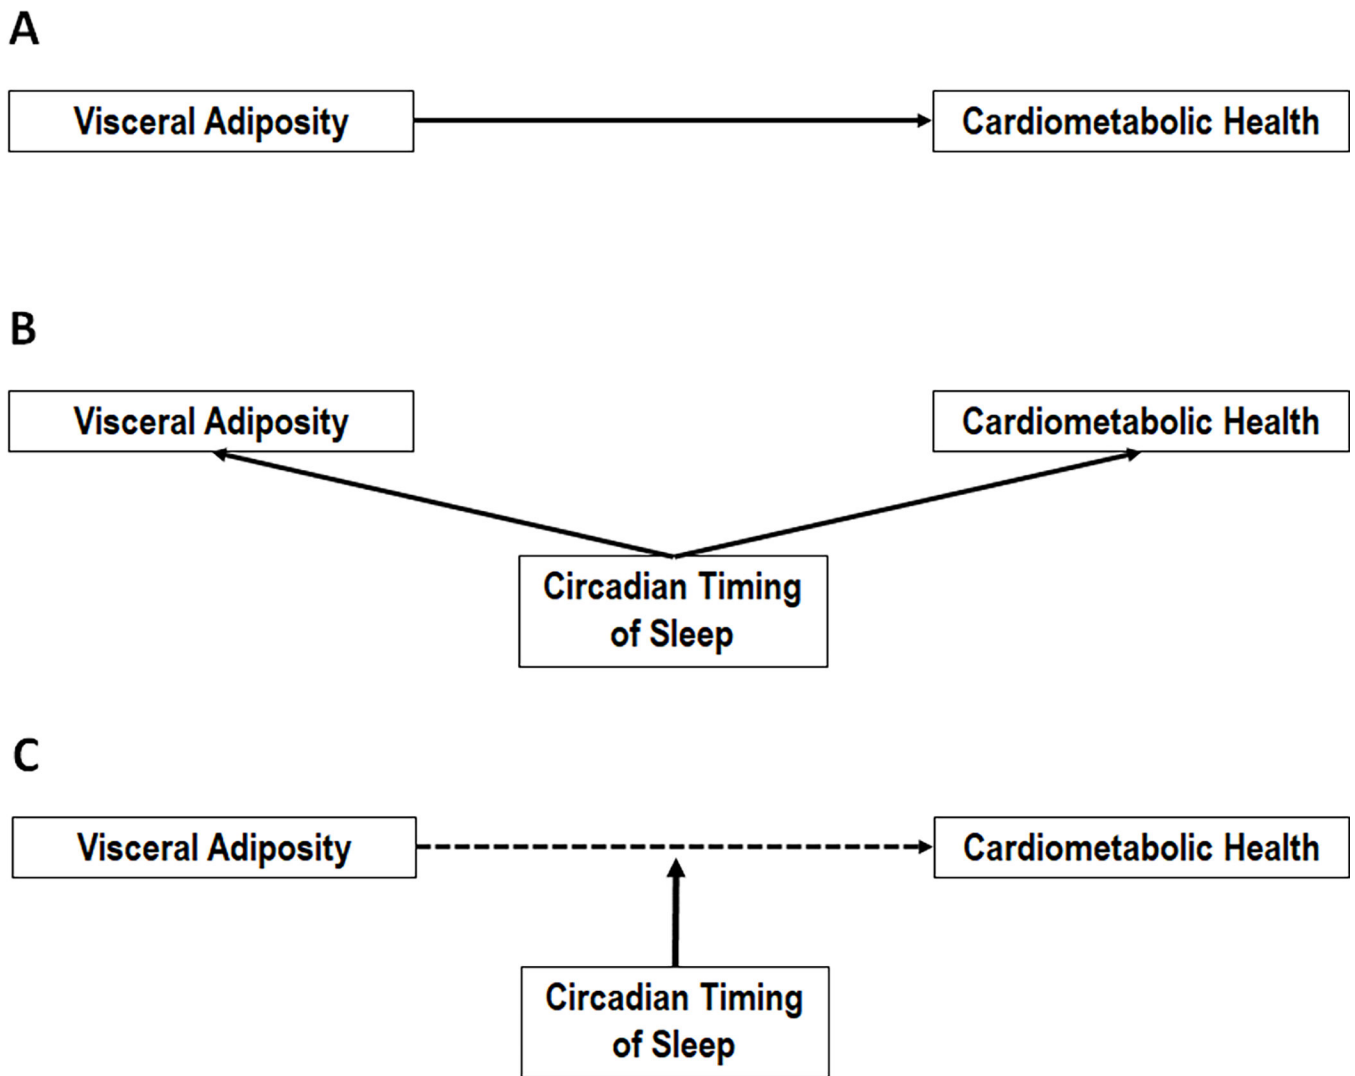 A
Visceral Adiposity
Cardiometabolic Health
B
Visceral Adiposity
Cardiometabolic Health
Circadian Timing
of Sleep
C
Visceral Adiposity
Cardiometabolic Health
Circadian Timing
of Sleep